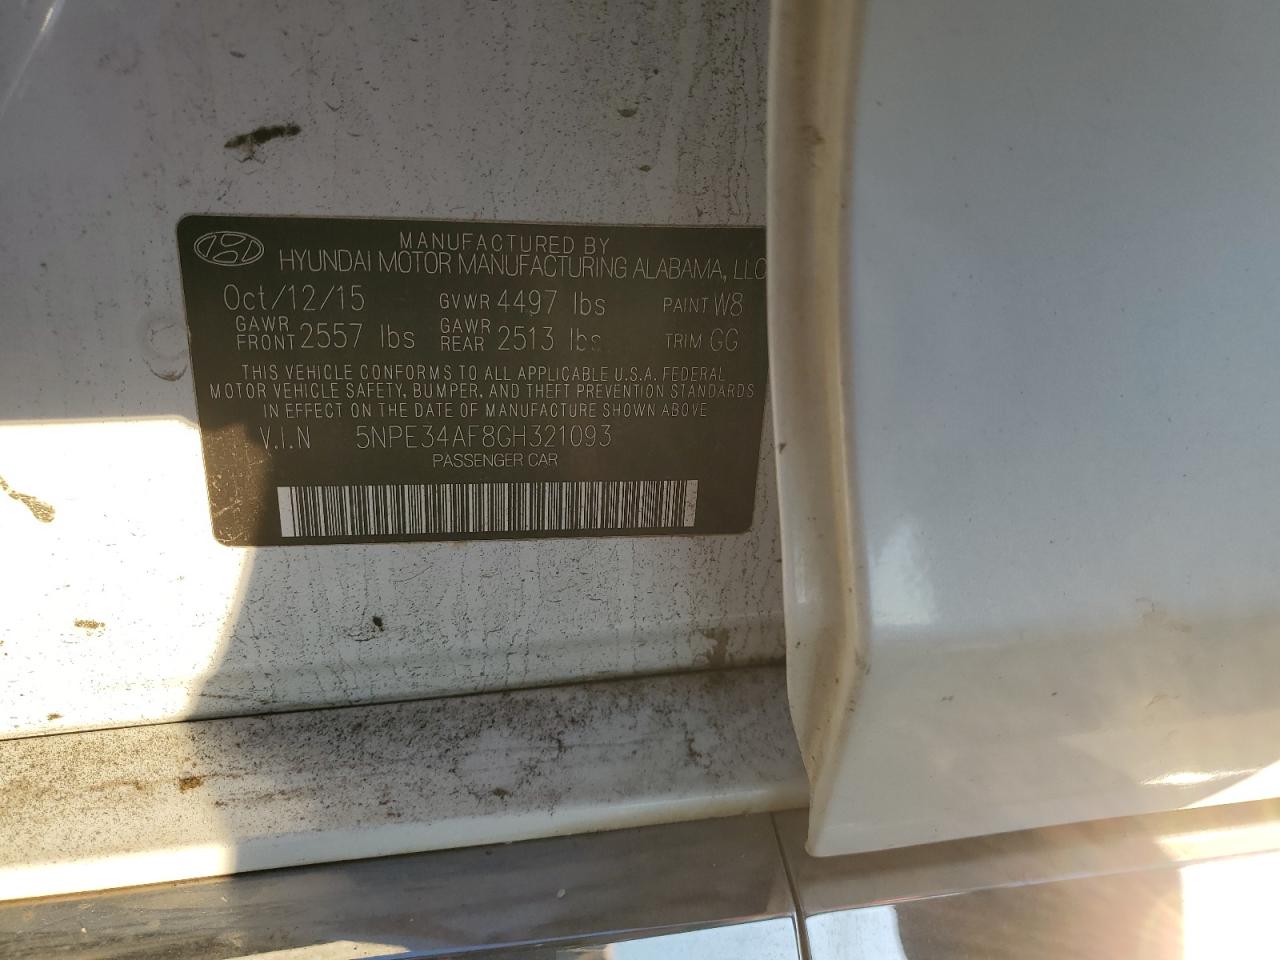 MANUFACTURED BY
HYUNDAI MOTOR MANUFACTURING ALABAMA, LLC
Oct/12/15 GVWR 4497 lbs PAINT W8
GAWR FRONT 2557 lbs GAWR REAR 2513 lbs TRIM GG
THIS VEHICLE CONFORMS TO ALL APPLICABLE U.S.A. FEDERAL
MOTOR VEHICLE SAFETY, BUMPER, AND THEFT PREVENTION STANDARDS
IN EFFECT ON THE DATE OF MANUFACTURE SHOWN ABOVE
V.I.N 5NPE34AF8GH321093
PASSENGER CAR